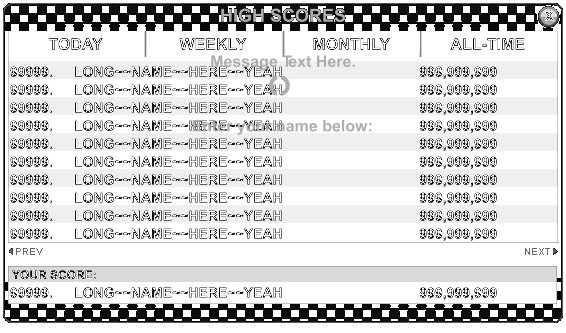 HIGH SCORES
TODAY WEEKLY MONTHLY ALL-TIME
Message Text Here.
99999. LONG~~NAME~~HERE~~YEAH 999,999,999
99999. LONG~~NAME~~HERE~~YEAH 999,999,999
99999. LONG~~NAME~~HERE~~YEAH 999,999,999
Enter your name below:
99999. LONG~~NAME~~HERE~~YEAH 999,999,999
99999. LONG~~NAME~~HERE~~YEAH 999,999,999
99999. LONG~~NAME~~HERE~~YEAH 999,999,999
99999. LONG~~NAME~~HERE~~YEAH 999,999,999
99999. LONG~~NAME~~HERE~~YEAH 999,999,999
99999. LONG~~NAME~~HERE~~YEAH 999,999,999
99999. LONG~~NAME~~HERE~~YEAH 999,999,999
PREV NEXT
YOUR SCORE:
99999. LONG~~NAME~~HERE~~YEAH 999,999,999